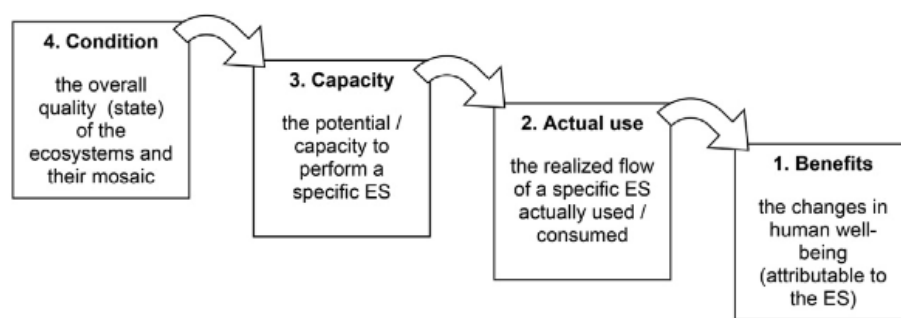 4. Condition
the overall
quality (state)
of the
ecosystems and
their mosaic
3. Capacity
the potential /
capacity to
perform a
specific ES
2. Actual use
the realized flow
of a specific ES
actually used /
consumed
1. Benefits
the changes in
human well-
being
(attributable to
the ES)